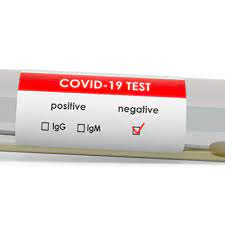 COVID-19 TEST
positive negative
IgG IgM